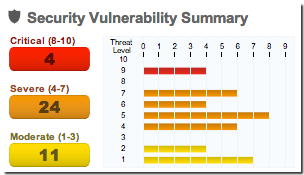 Security Vulnerability Summary
Critical (8-10)
4
Severe (4-7)
24
Moderate (1-3)
11
Threat
Level
0 1 2 3 4 5 6 7 8 9
10
9
8
7
6
5
4
3
2
1